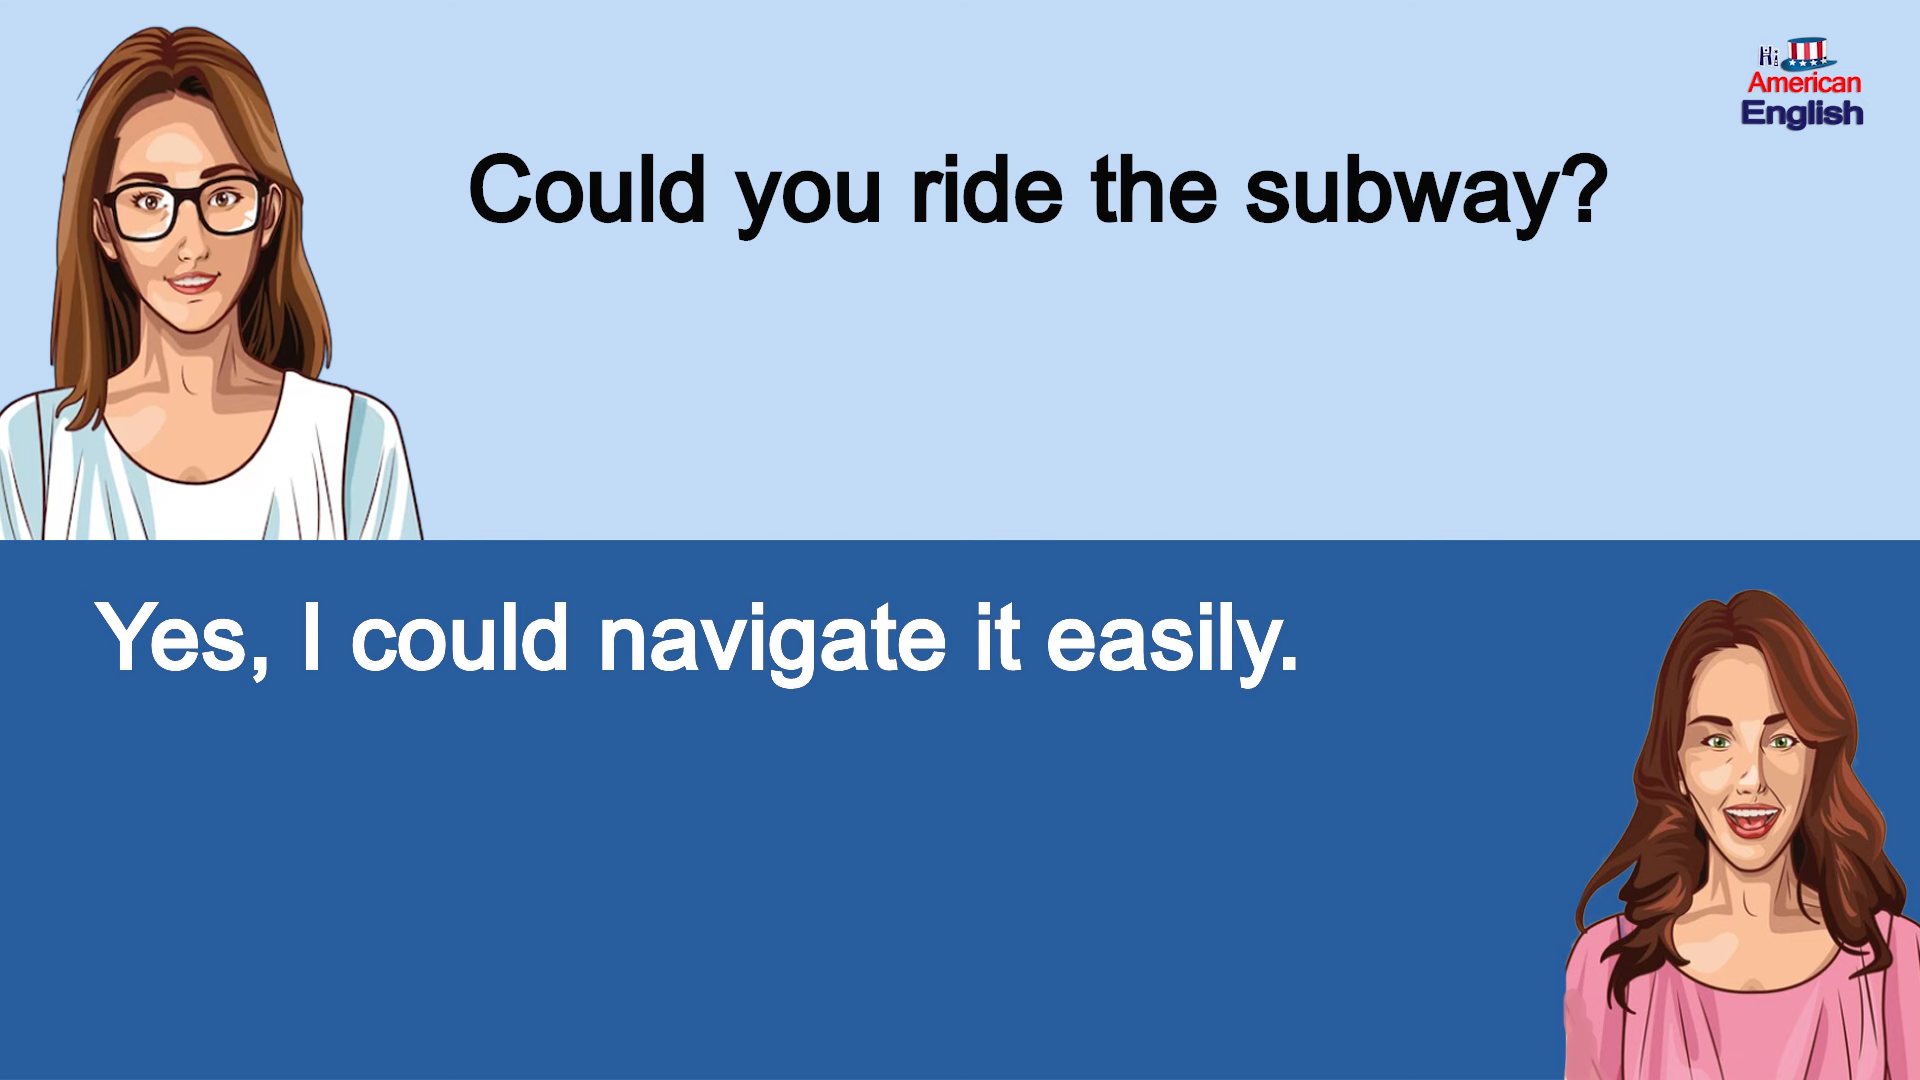 Hi
American
English
Could you ride the subway?
Yes, I could navigate it easily.